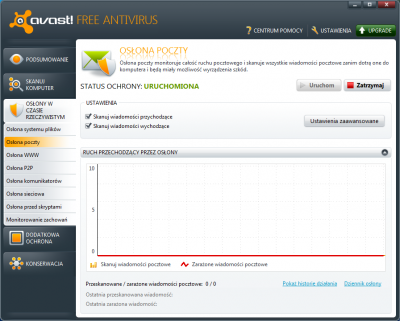 avast! FREE ANTIVIRUS
? CENTRUM POMOCY
USTAWIENIA
UPGRADE
PODSUMOWANIE
SKANUJ KOMPUTER
OSŁONY W CZASIE RZECZYWISTYM
Osłona systemu plików
Osłona poczty
Osłona WWW
Osłona P2P
Osłona komunikatorów
Osłona sieciowa
Osłona przed skryptami
Monitorowanie zachowań
DODATKOWA OCHRONA
KONSERWACJA
OSŁONA POCZTY
Osłona poczty monitoruje całość ruchu pocztowego i skanuje wszystkie wiadomości pocztowe zanim dotrą one do
komputera i będą miały możliwość wyrządzenia szkód.
STATUS OCHRONY: URUCHOMIONA
Uruchom
Zatrzymaj
USTAWIENIA
Skanuj wiadomości przychodzące
Skanuj wiadomości wychodzące
Ustawienia zaawansowane
RUCH PRZECHODZĄCY PRZEZ OSŁONY
10
5
0
Skanuj wiadomości pocztowe
Zarażone wiadomości pocztowe
Przeskanowane / zarażone wiadomości pocztowe: 0 / 0
Pokaż historię działania
Dziennik osłony
Ostatnia przeskanowana wiadomość:
Ostatnia zarażona wiadomość: